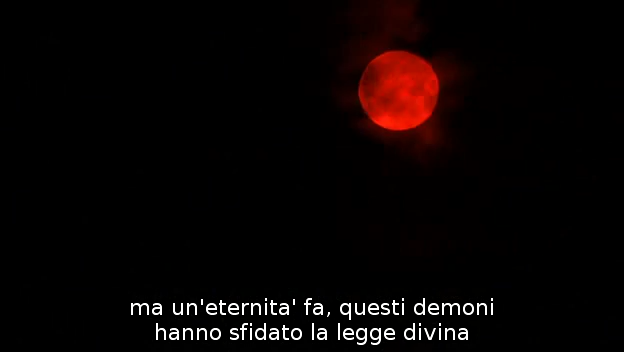 ma un'eternita' fa, questi demoni
hanno sfidato la legge divina